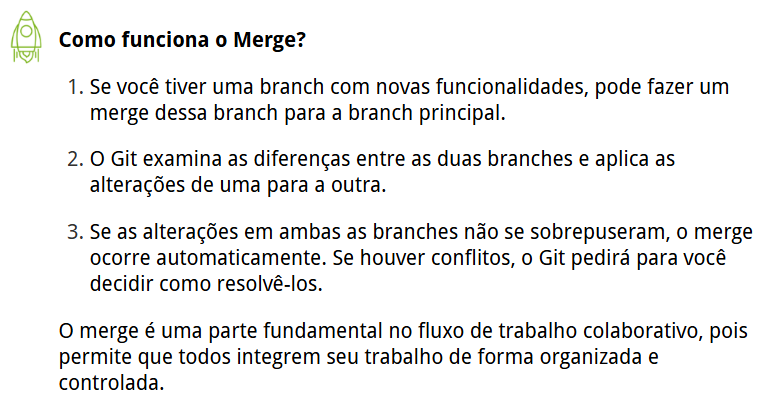 Como funciona o Merge?
1. Se você tiver uma branch com novas funcionalidades, pode fazer um
merge dessa branch para a branch principal.
2. O Git examina as diferenças entre as duas branches e aplica as
alterações de uma para a outra.
3. Se as alterações em ambas as branches não se sobrepuseram, o merge
ocorre automaticamente. Se houver conflitos, o Git pedirá para você
decidir como resolvê-los.
O merge é uma parte fundamental no fluxo de trabalho colaborativo, pois
permite que todos integrem seu trabalho de forma organizada e
controlada.